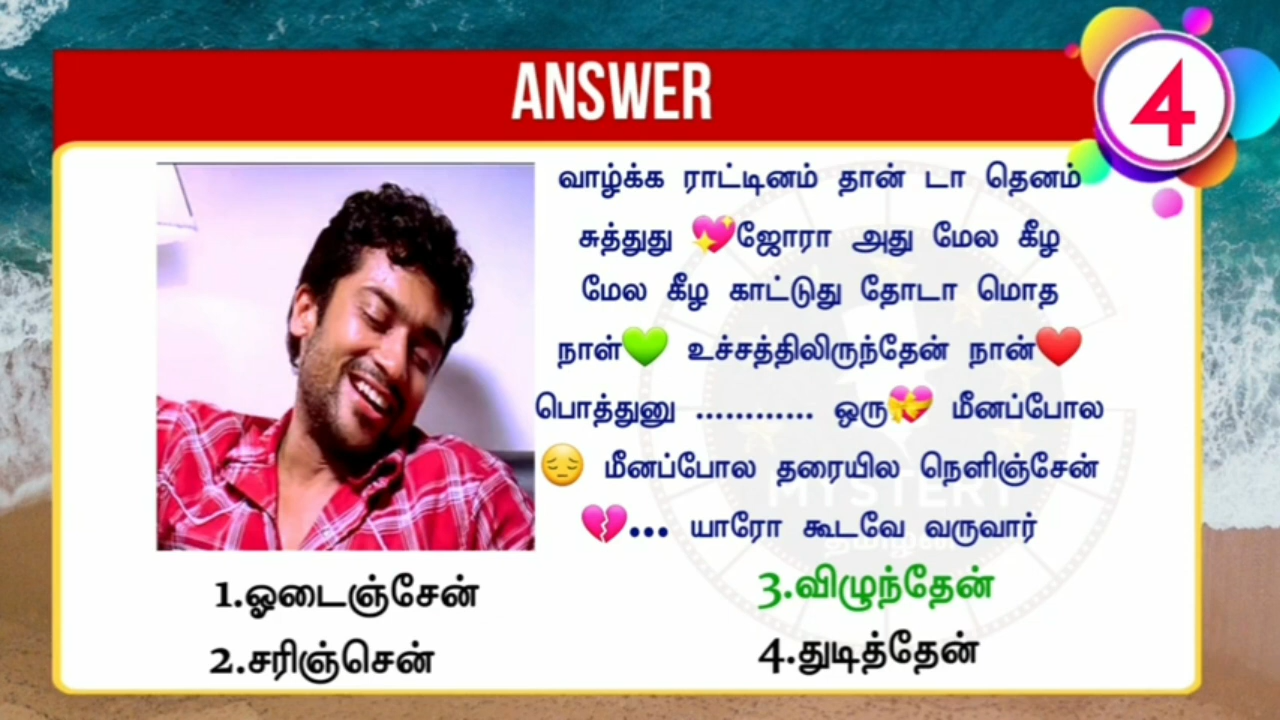 ANSWER
4
வாழ்க்க ராட்டினம் தான் டா தெனம்
சுத்துது 💖ஜோரா அது மேல கீழ
மேல கீழ காட்டுது தோடா மொத
நாள்💚 உச்சத்திலிருந்தேன் நான்❤️
பொத்துனு ............ ஒரு💝 மீனப்போல
😔 மீனப்போல தரையில நெளிஞ்சேன்
💔... யாரோ கூடவே வருவார்
1.ஓடைஞ்சேன்
2.சரிஞ்சென்
3.விழுந்தேன்
4.துடித்தேன்
MYSTERY